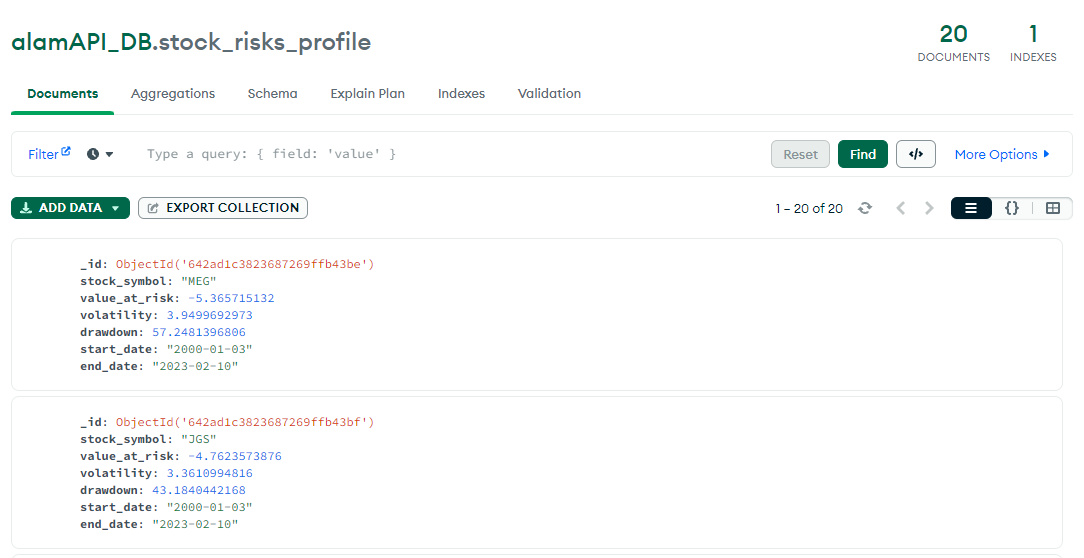 alamAPI_DB.stock_risks_profile
20
DOCUMENTS
1
INDEXES
Documents Aggregations Schema Explain Plan Indexes Validation
Filter Type a query: { field: 'value' } Reset Find </> More Options
ADD DATA EXPORT COLLECTION 1 – 20 of 20 {}
_id: ObjectId('642ad1c3823687269ffb43be')
stock_symbol: "MEG"
value_at_risk: -5.365715132
volatility: 3.9499692973
drawdown: 57.2481396806
start_date: "2000-01-03"
end_date: "2023-02-10"
_id: ObjectId('642ad1c3823687269ffb43bf')
stock_symbol: "JGS"
value_at_risk: -4.7623573876
volatility: 3.3610994816
drawdown: 43.1840442168
start_date: "2000-01-03"
end_date: "2023-02-10"